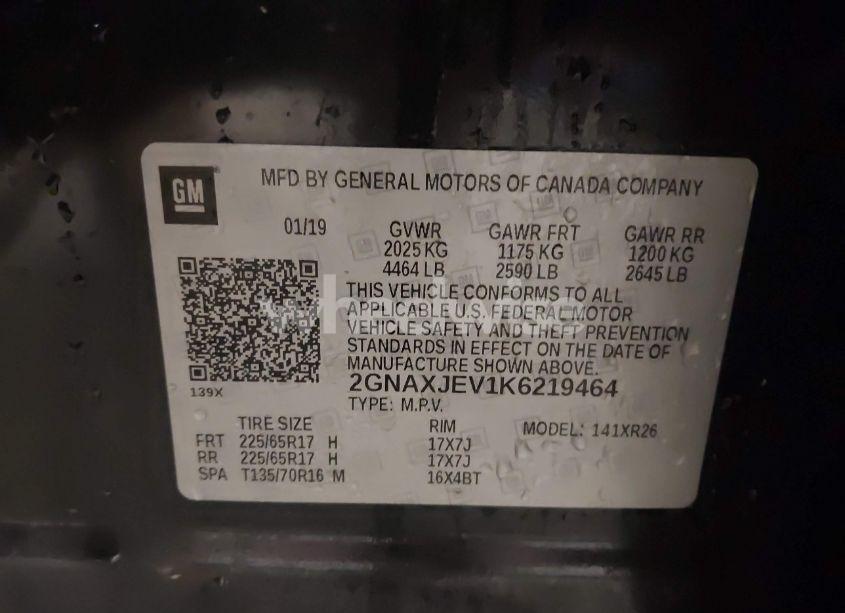 GM
MFD BY GENERAL MOTORS OF CANADA COMPANY
01/19 GVWR GAWR FRT GAWR RR
2025 KG 1175 KG 1200 KG
4464 LB 2590 LB 2645 LB
THIS VEHICLE CONFORMS TO ALL
APPLICABLE U.S. FEDERAL MOTOR
VEHICLE SAFETY AND THEFT PREVENTION
STANDARDS IN EFFECT ON THE DATE OF
MANUFACTURE SHOWN ABOVE.
139X 2GNAXJEV1K6219464
TYPE: M.P.V.
TIRE SIZE RIM MODEL: 141XR26
FRT 225/65R17 H 17X7J
RR 225/65R17 H 17X7J
SPA T135/70R16 M 16X4BT